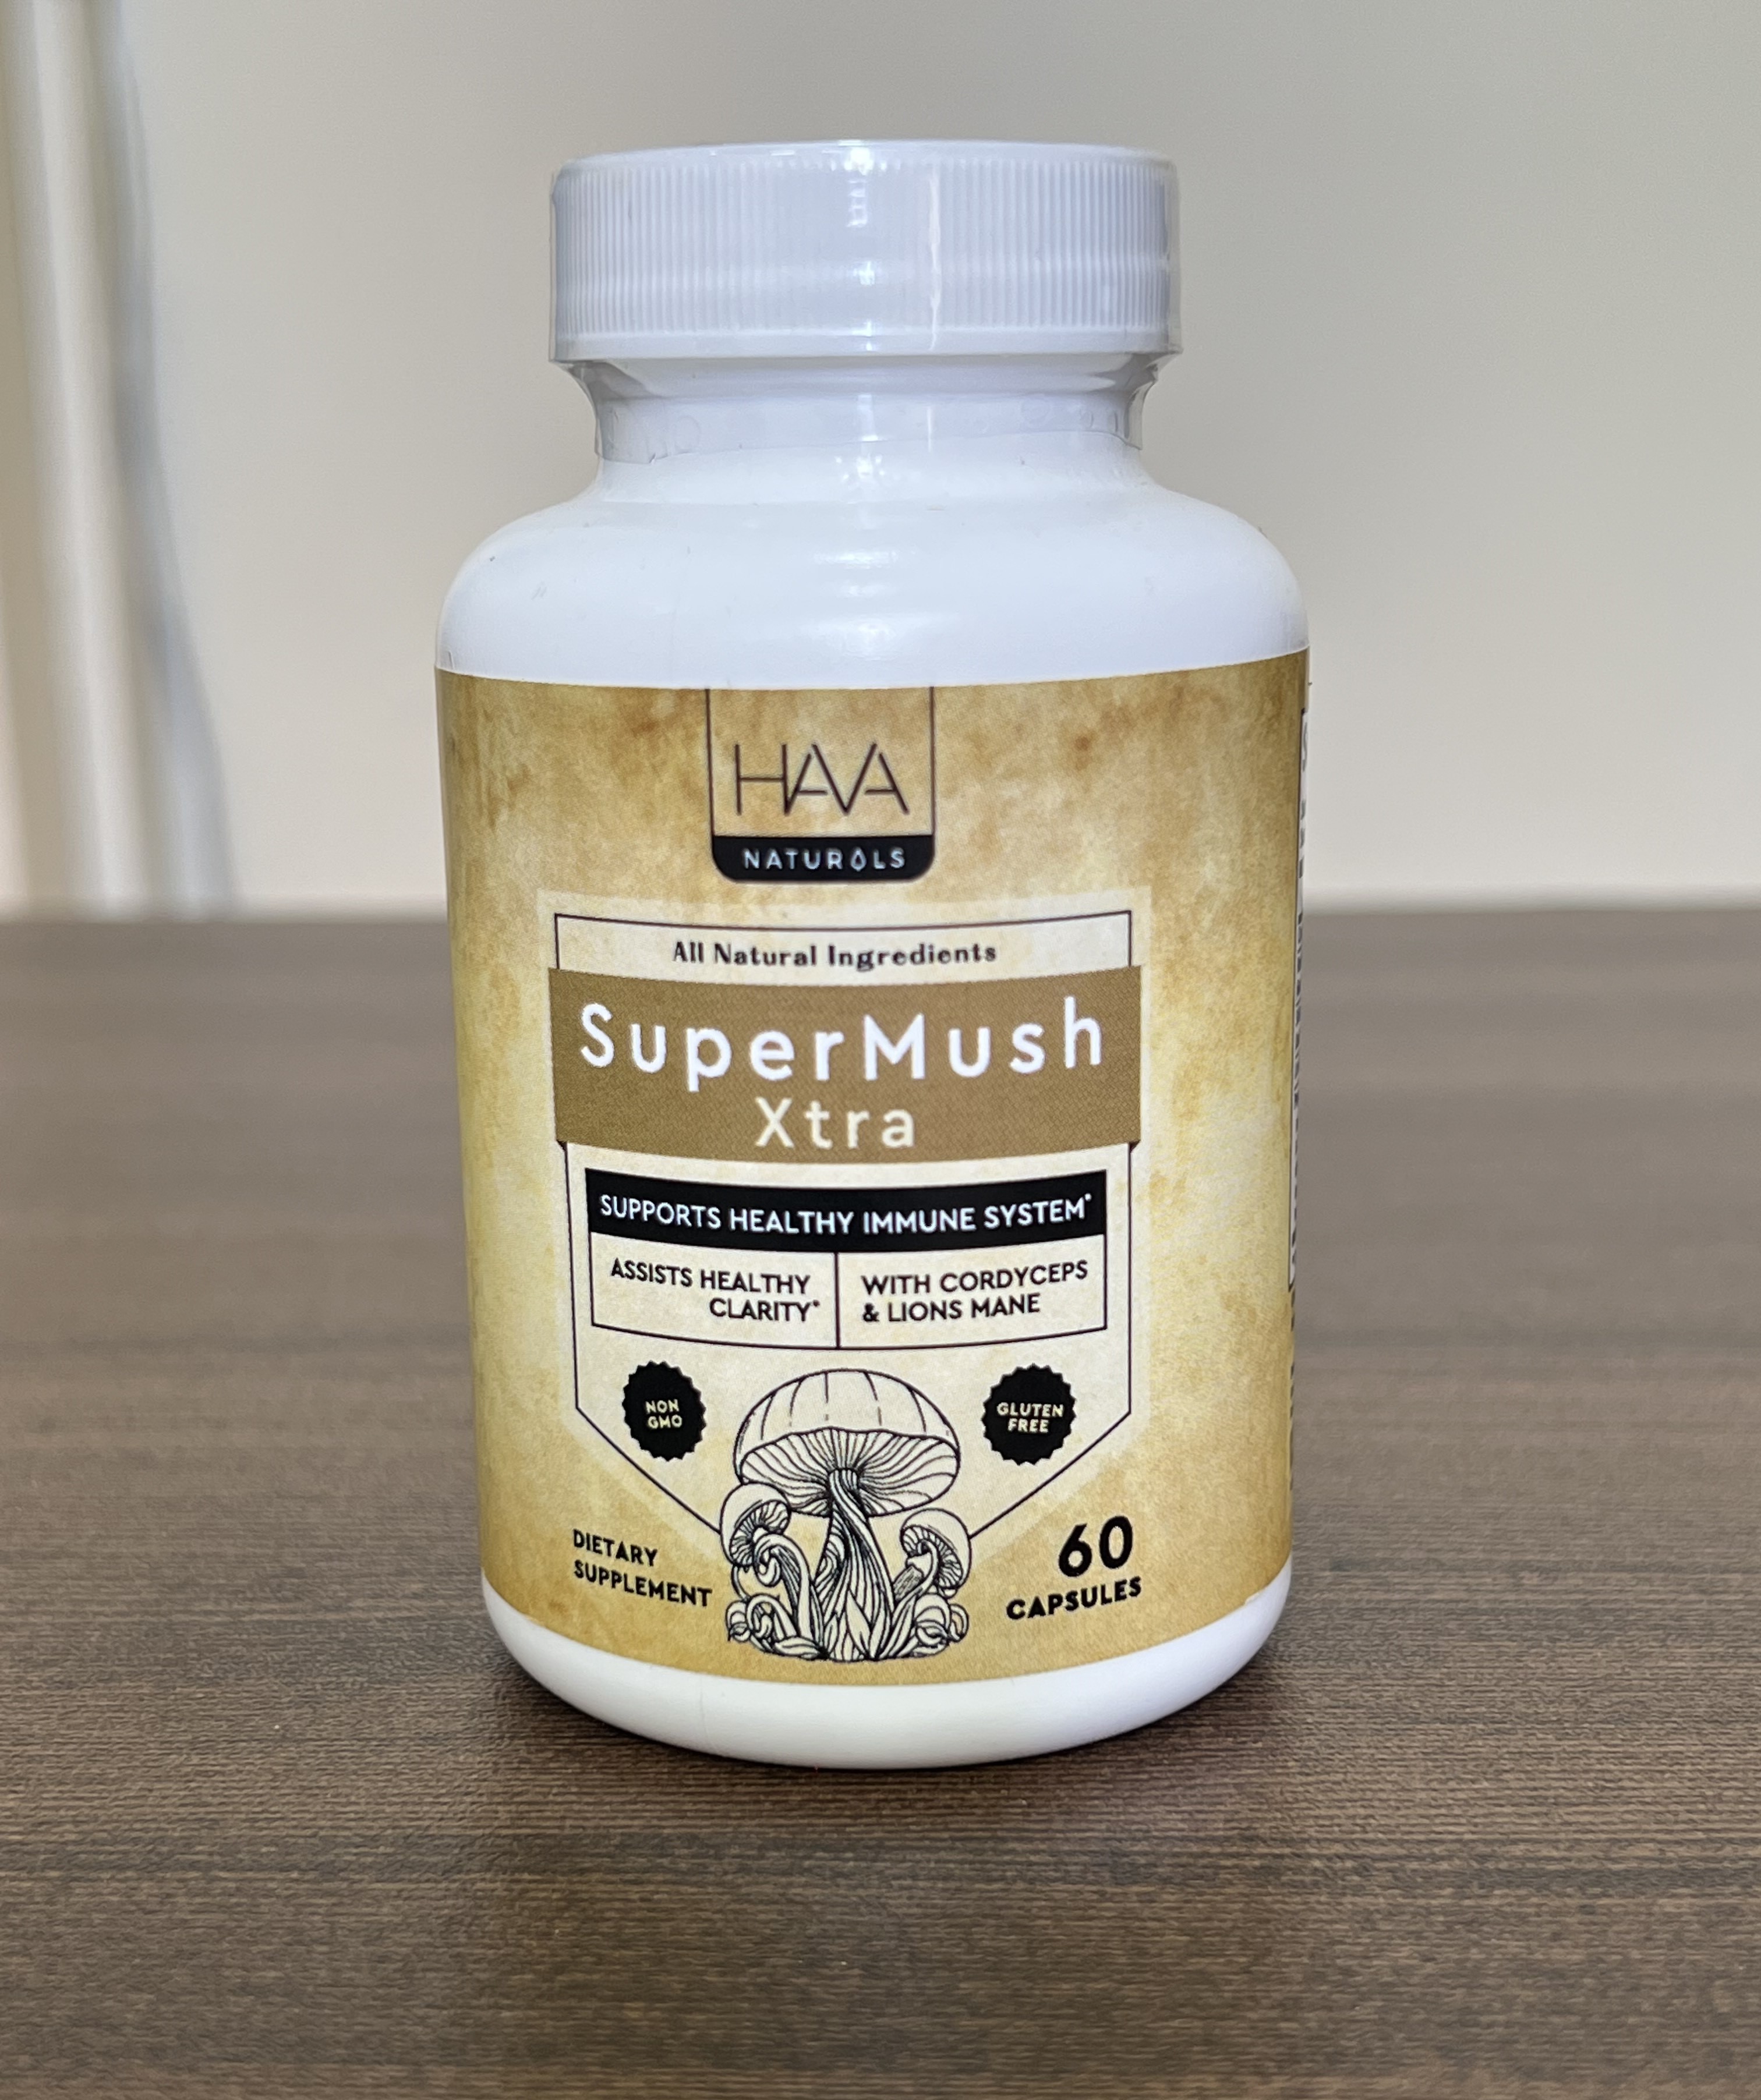 HAVA
NATURALS
All Natural Ingredients
SuperMush
Xtra
SUPPORTS HEALTHY IMMUNE SYSTEM*
ASSISTS HEALTHY
CLARITY*
WITH CORDYCEPS
& LIONS MANE
NON
GMO
GLUTEN
FREE
DIETARY
SUPPLEMENT
60
CAPSULES